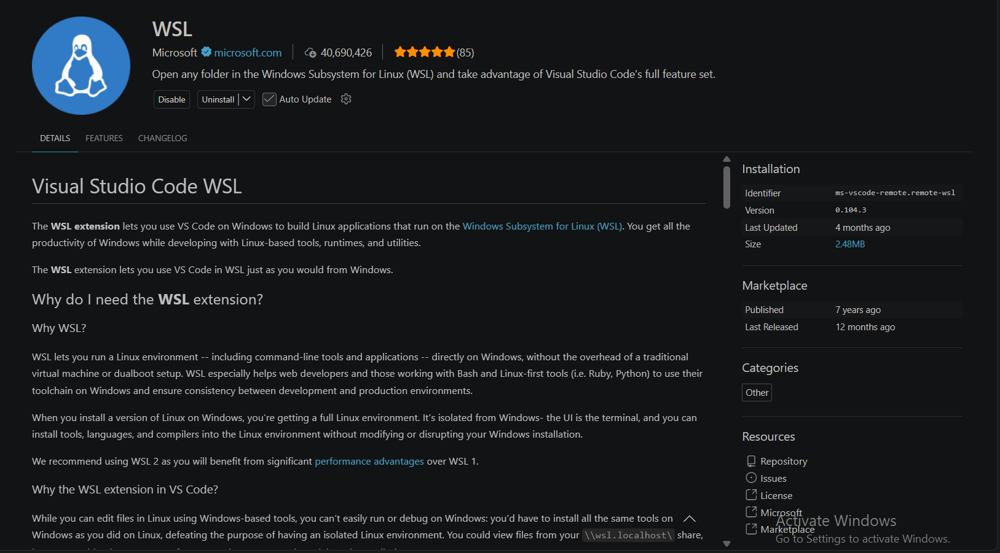 WSL
Microsoft microsoft.com 40,690,426 (85)
Open any folder in the Windows Subsystem for Linux (WSL) and take advantage of Visual Studio Code's full feature set.
Disable Uninstall Auto Update
DETAILS FEATURES CHANGELOG
Visual Studio Code WSL
The WSL extension lets you use VS Code on Windows to build Linux applications that run on the Windows Subsystem for Linux (WSL). You get all the
productivity of Windows while developing with Linux-based tools, runtimes, and utilities.
The WSL extension lets you use VS Code in WSL just as you would from Windows.
Why do I need the WSL extension?
Why WSL?
WSL lets you run a Linux environment -- including command-line tools and applications -- directly on Windows, without the overhead of a traditional
virtual machine or dualboot setup. WSL especially helps web developers and those working with Bash and Linux-first tools (i.e. Ruby, Python) to use their
toolchain on Windows and ensure consistency between development and production environments.
When you install a version of Linux on Windows, you’re getting a full Linux environment. It's isolated from Windows- the UI is the terminal, and you can
install tools, languages, and compilers into the Linux environment without modifying or disrupting your Windows installation.
We recommend using WSL 2 as you will benefit from significant performance advantages over WSL 1.
Why the WSL extension in VS Code?
While you can edit files in Linux using Windows-based tools, you can’t easily run or debug on Windows: you'd have to install all the same tools on
Windows as you did on Linux, defeating the purpose of having an isolated Linux environment. You could view files from your \\wsl.localhost\ share,
Installation
Identifier ms-vscode-remote.remote-wsl
Version 0.104.3
Last Updated 4 months ago
Size 2.48MB
Marketplace
Published 7 years ago
Last Released 12 months ago
Categories
Other
Resources
Repository
Issues
License
Microsoft
Marketplace
Activate Windows
Go to Settings to activate Windows.